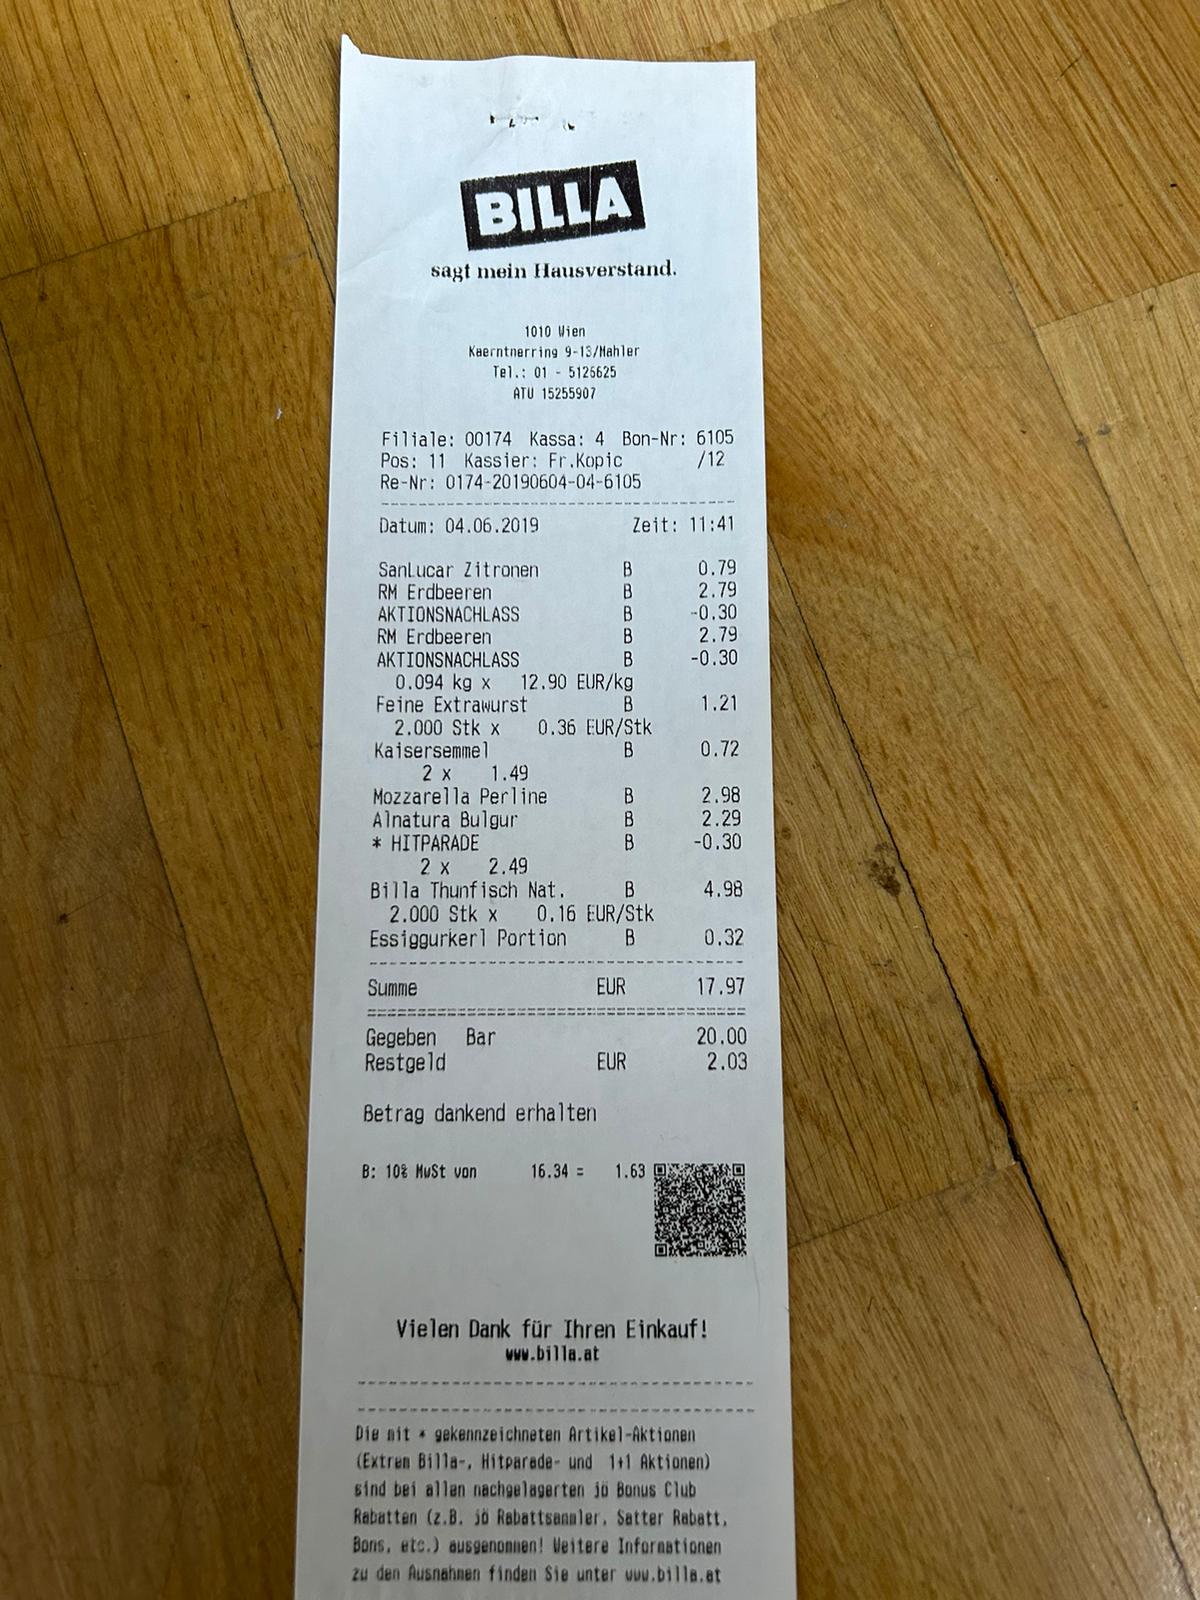 BILLA
sagt mein Hausverstand.
1010 Wien
Kaerntnerring 9-13/Mahler
Tel.: 01 - 5126625
ATU 15255907
Filiale: 00174 Kassa: 4 Bon-Nr: 6105
Pos: 11 Kassier: Fr.Kopic /12
Re-Nr: 0174-20190604-04-6105
Datum: 04.06.2019 Zeit: 11:41
SanLucar Zitronen B 0.79
RM Erdbeeren B 2.79
AKTIONSNACHLASS B -0.30
RM Erdbeeren B 2.79
AKTIONSNACHLASS B -0.30
0.094 kg x 12.90 EUR/kg
Feine Extrawurst B 1.21
2.000 Stk x 0.36 EUR/Stk
Kaisersemmel B 0.72
2 x 1.49
Mozzarella Perline B 2.98
Alnatura Bulgur B 2.29
* HITPARADE B -0.30
2 x 2.49
Billa Thunfisch Nat. B 4.98
2.000 Stk x 0.16 EUR/Stk
Essiggurkerl Portion B 0.32
Summe EUR 17.97
Gegeben Bar 20.00
Restgeld EUR 2.03
Betrag dankend erhalten
B: 10% MwSt von 16.34 = 1.63
Vielen Dank für Ihren Einkauf!
www.billa.at
Die mit * gekennzeichneten Artikel-Aktionen
(Extrem Billa-, Hitparade- und 1+1 Aktionen)
sind bei allen nachgelagerten jö Bonus Club
Rabatten (z.B. jö Rabattsammler, Satter Rabatt,
Bons, etc.) ausgenommen! Weitere Informationen
zu den Ausnahmen finden Sie unter www.billa.at